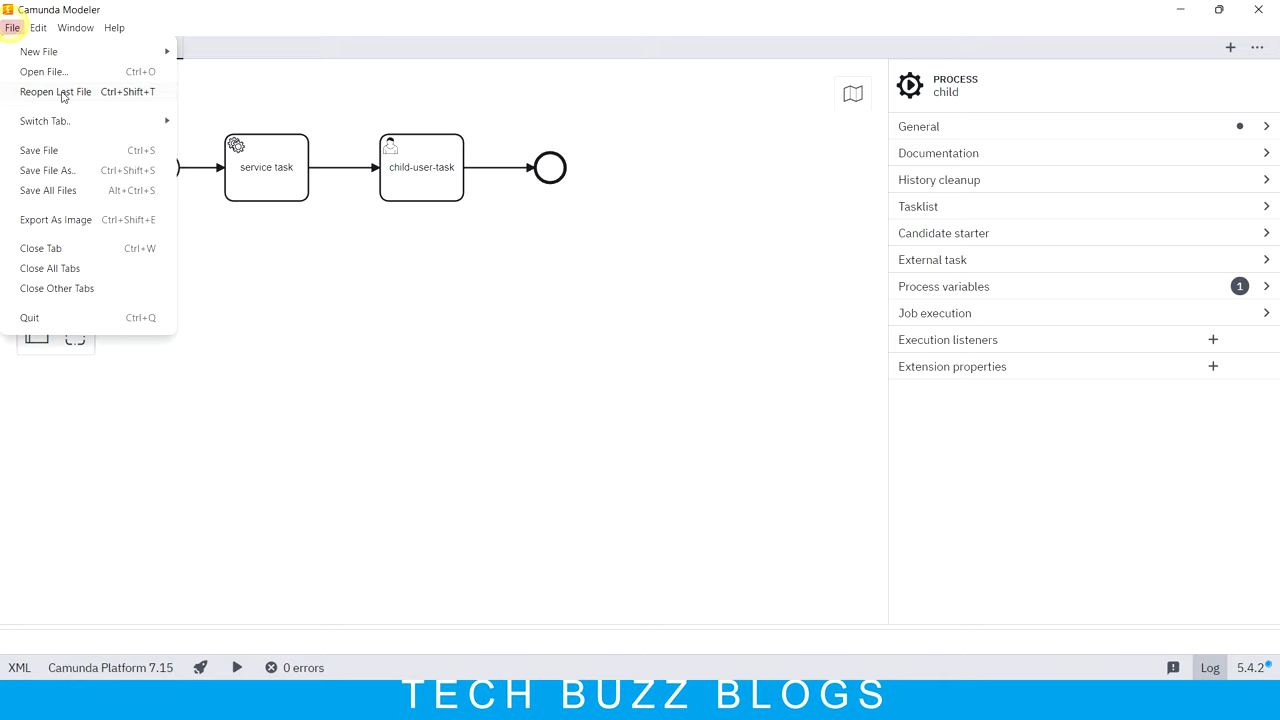 Camunda Modeler
File Edit Window Help
New File
Open File... Ctrl+O
Reopen Last File Ctrl+Shift+T
Switch Tab..
Save File Ctrl+S
Save File As.. Ctrl+Shift+S
Save All Files Alt+Ctrl+S
Export As Image Ctrl+Shift+E
Close Tab Ctrl+W
Close All Tabs
Close Other Tabs
Quit Ctrl+Q
service task
child-user-task
PROCESS
child
General
Documentation
History cleanup
Tasklist
Candidate starter
External task
Process variables 1
Job execution
Execution listeners
Extension properties
XML Camunda Platform 7.15 0 errors Log 5.4.2
TECH BUZZ BLOGS